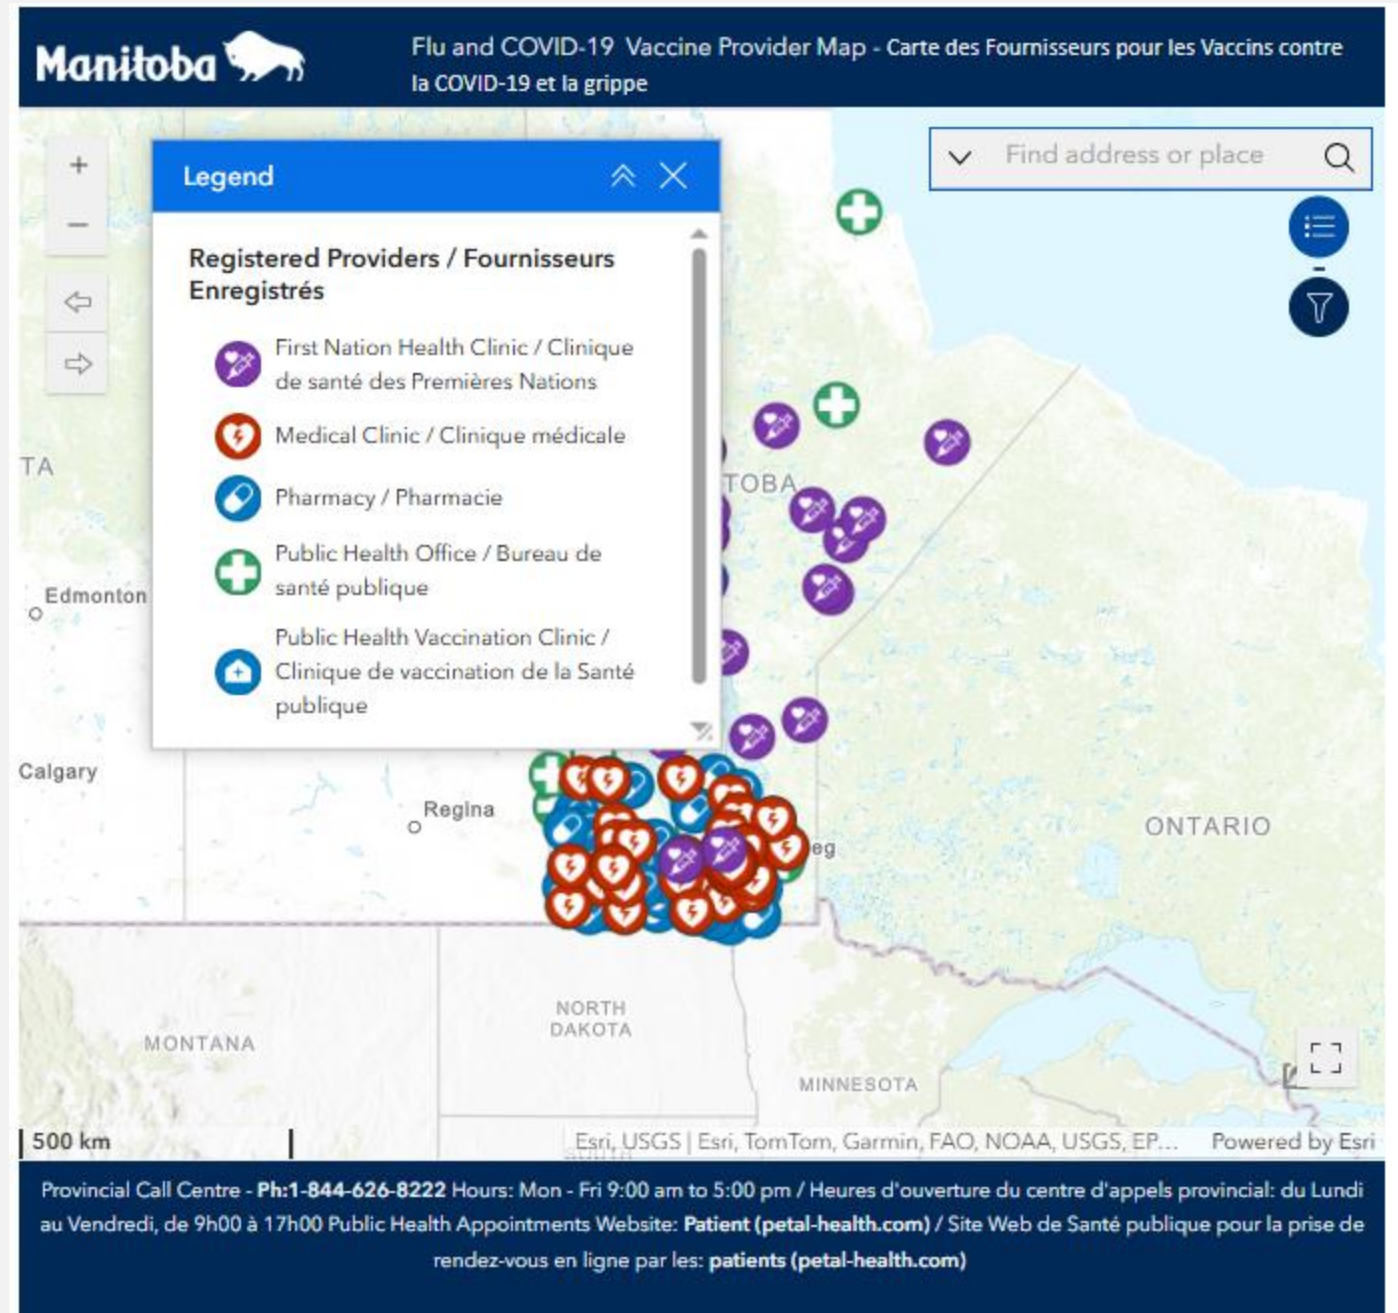 Manitoba
Flu and COVID-19 Vaccine Provider Map - Carte des Fournisseurs pour les Vaccins contre
la COVID-19 et la grippe
Legend
Find address or place
Registered Providers / Fournisseurs
Enregistrés
First Nation Health Clinic / Clinique
de santé des Premières Nations
Medical Clinic / Clinique médicale
Pharmacy / Pharmacie
Public Health Office / Bureau de
santé publique
Public Health Vaccination Clinic /
Clinique de vaccination de la Santé
publique
TA
TOBA
Edmonton
Calgary
Regina
eg
ONTARIO
NORTH
DAKOTA
MONTANA
MINNESOTA
500 km
Esri, USGS | Esri, TomTom, Garmin, FAO, NOAA, USGS, EP... Powered by Esri
Provincial Call Centre - Ph:1-844-626-8222 Hours: Mon - Fri 9:00 am to 5:00 pm / Heures d'ouverture du centre d'appels provincial: du Lundi
au Vendredi, de 9h00 à 17h00 Public Health Appointments Website: Patient (petal-health.com) / Site Web de Santé publique pour la prise de
rendez-vous en ligne par les: patients (petal-health.com)